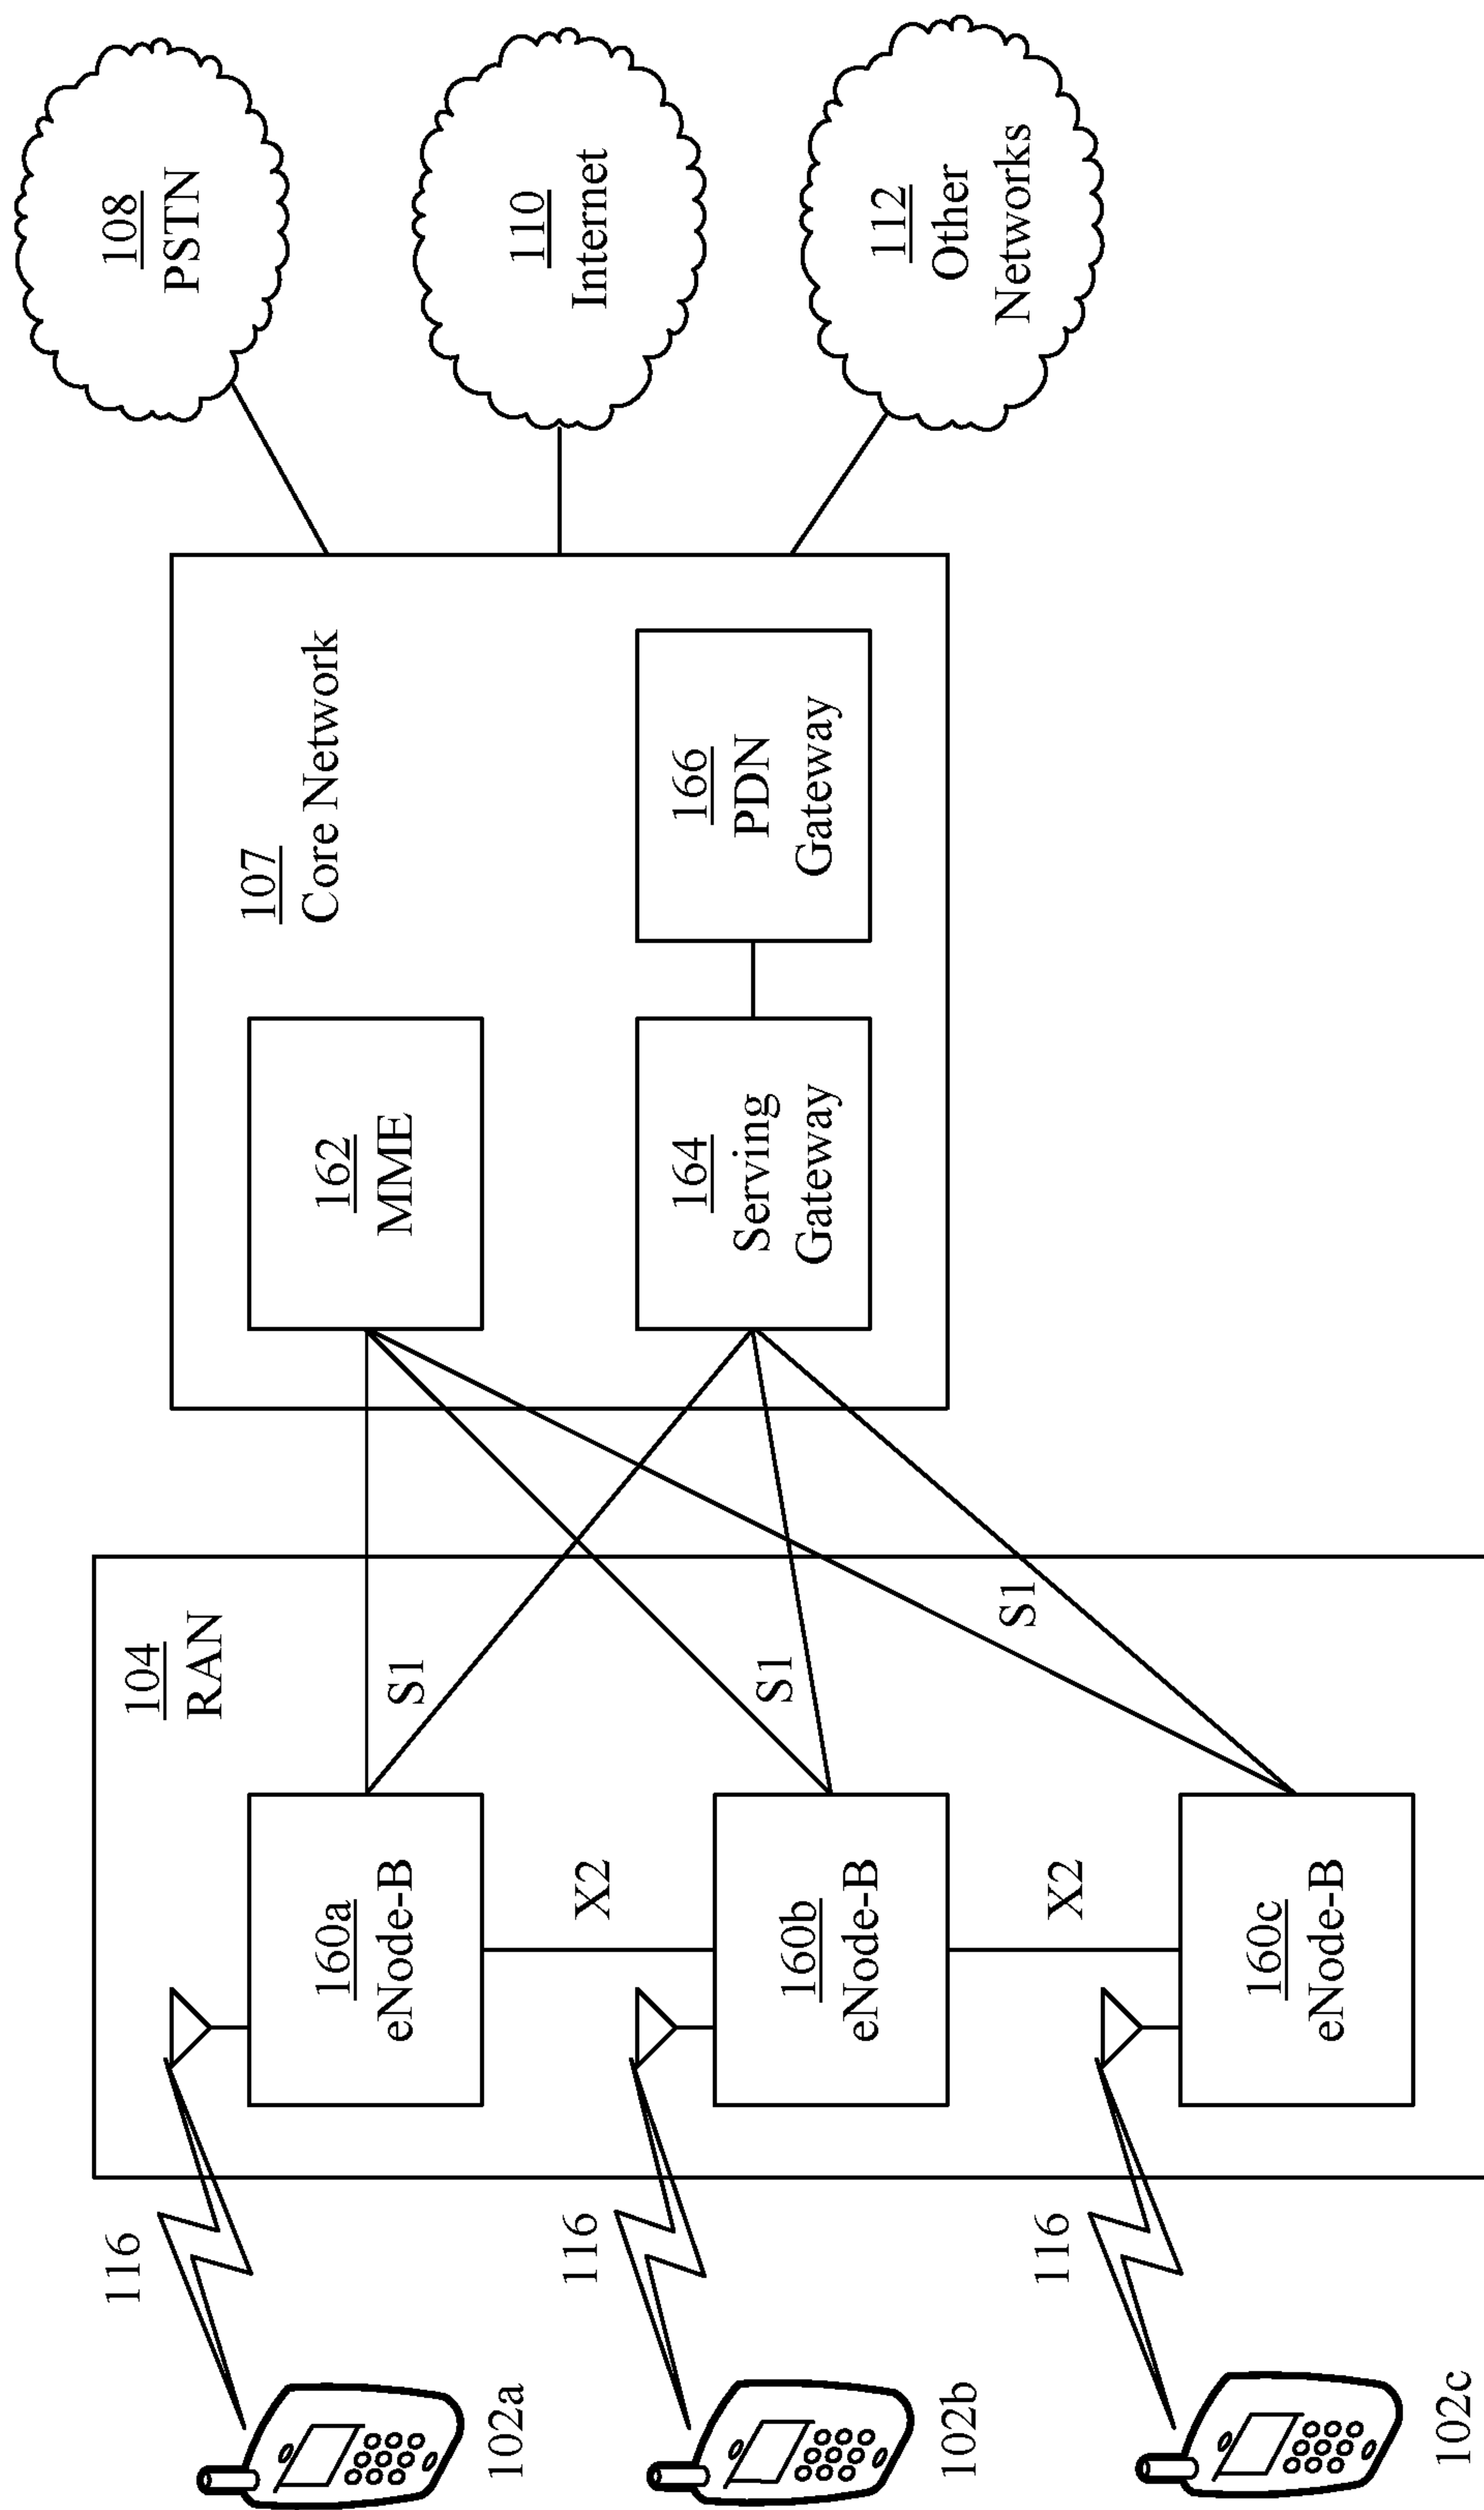 102a
116
104
RAN
160a
eNode-B
S1
X2
102b
116
160b
eNode-B
S1
X2
102c
116
160c
eNode-B
S1
107
Core Network
162
MME
164
Serving
Gateway
166
PDN
Gateway
108
PSTN
110
Internet
112
Other
Networks